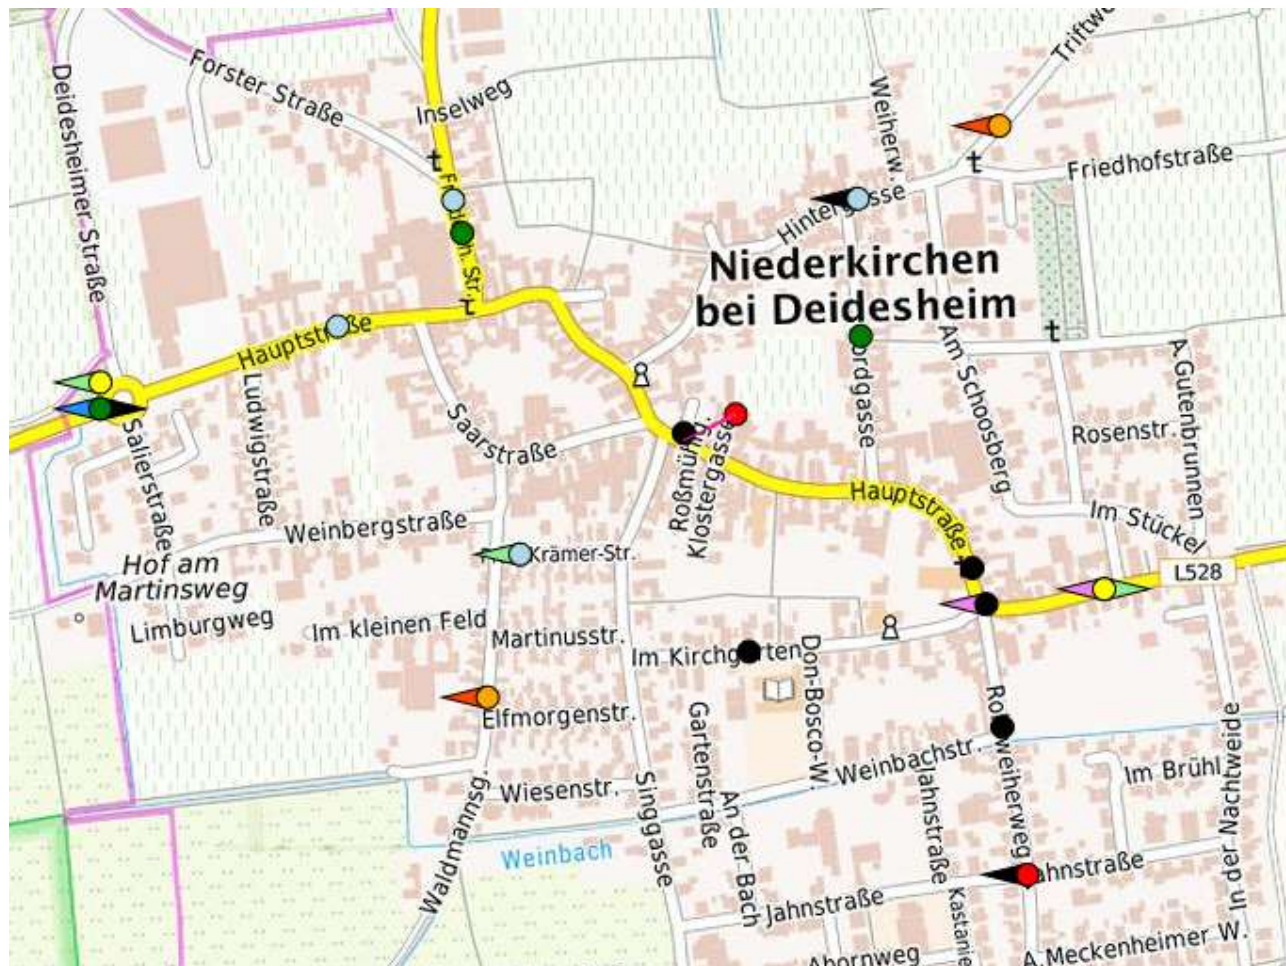 Triftw
Forster Straße
Inselweg
Weiherw.
Friedhofstraße
Deidesheimer Straße
Hintergasse
Niederkirchen
bei Deidesheim
Hauptstraße
Ludwigstraße
Saarstraße
Am Schoosberg
A.Gutenbrunnen
Rosenstr.
Salierstraße
Klostergasse
Hauptstraße
Im Stückel
Weinbergstraße
Krämer-Str.
L528
Hof am
Martinsweg
Limburgweg
Im kleinen Feld
Martinusstr.
Im Kirchgarten
Don-Bosco-W.
Elfmorgenstr.
Gartenstraße
Weinbachstr.
Im Brühl
Wiesenstr.
Singgasse
An der Bach
Jahnstraße
In der Nachtweide
Weinbach
Waldmannsg.
Jahnstraße
ahnstraße
Kastanie
Ahornweg
A.Meckenheimer W.